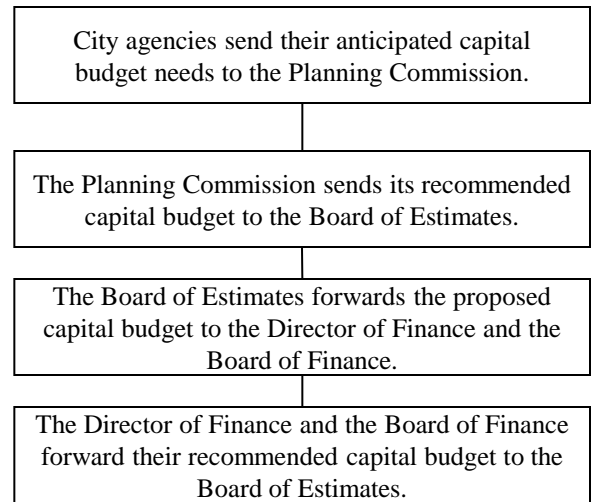 City agencies send their anticipated capital
budget needs to the Planning Commission.
The Planning Commission sends its recommended
capital budget to the Board of Estimates.
The Board of Estimates forwards the proposed
capital budget to the Director of Finance and the
Board of Finance.
The Director of Finance and the Board of Finance
forward their recommended capital budget to the
Board of Estimates.